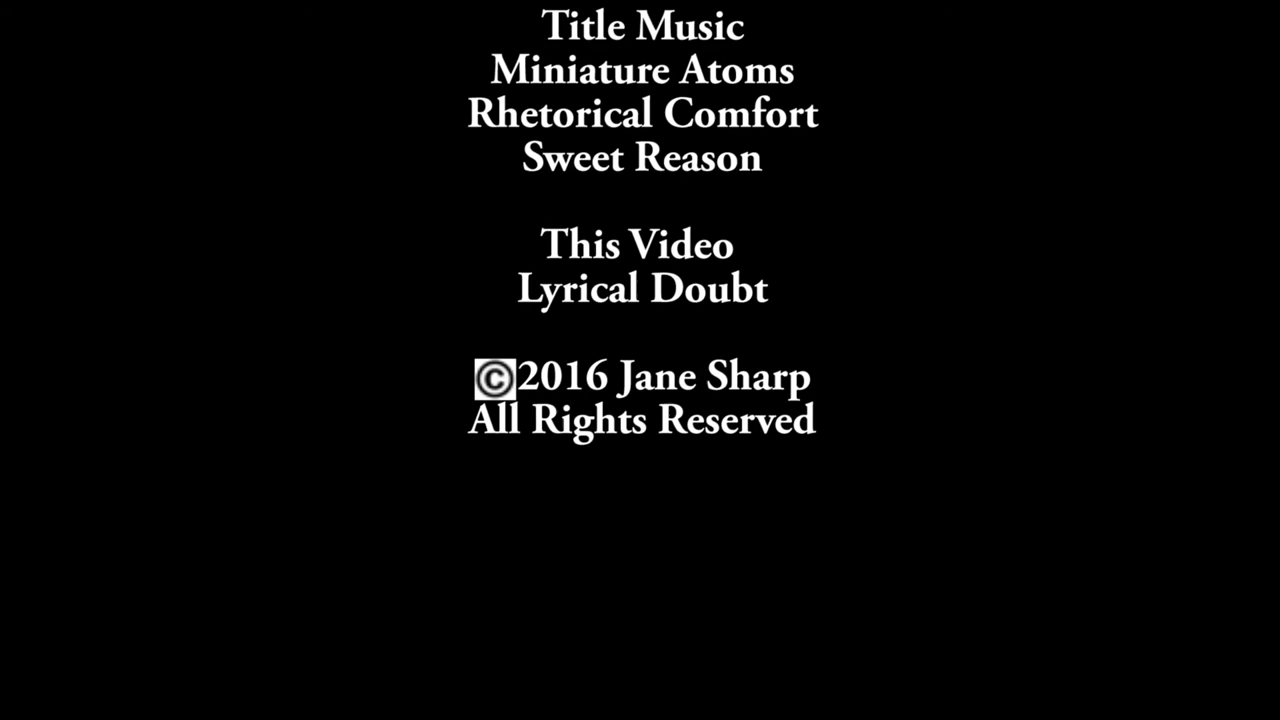 Title Music
Miniature Atoms
Rhetorical Comfort
Sweet Reason
This Video
Lyrical Doubt
©2016 Jane Sharp
All Rights Reserved